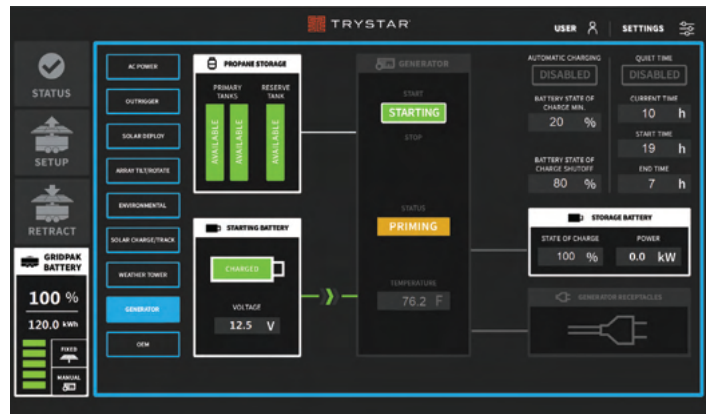 TRYSTAR
USER
SETTINGS
STATUS
SETUP
RETRACT
GRIDPAK
BATTERY
100 %
120.0 kWh
FIXED
MANUAL
AC POWER
OUTRIGGER
SOLAR DEPLOY
ARRAY TILT/ROTATE
ENVIRONMENTAL
SOLAR CHARGE/TRACK
WEATHER TOWER
GENERATOR
OEM
PROPANE STORAGE
PRIMARY
TANKS
RESERVE
TANK
AVAILABLE
AVAILABLE
AVAILABLE
STARTING BATTERY
CHARGED
VOLTAGE
12.5 V
GENERATOR
START
STARTING
STOP
STATUS
PRIMING
TEMPERATURE
76.2 F
AUTOMATIC CHARGING
DISABLED
BATTERY STATE OF
CHARGE MIN.
20 %
BATTERY STATE OF
CHARGE SHUTOFF
80 %
QUIET TIME
DISABLED
CURRENT TIME
10 h
START TIME
19 h
END TIME
7 h
STORAGE BATTERY
STATE OF CHARGE
100 %
POWER
0.0 kW
GENERATOR RECEPTACLES